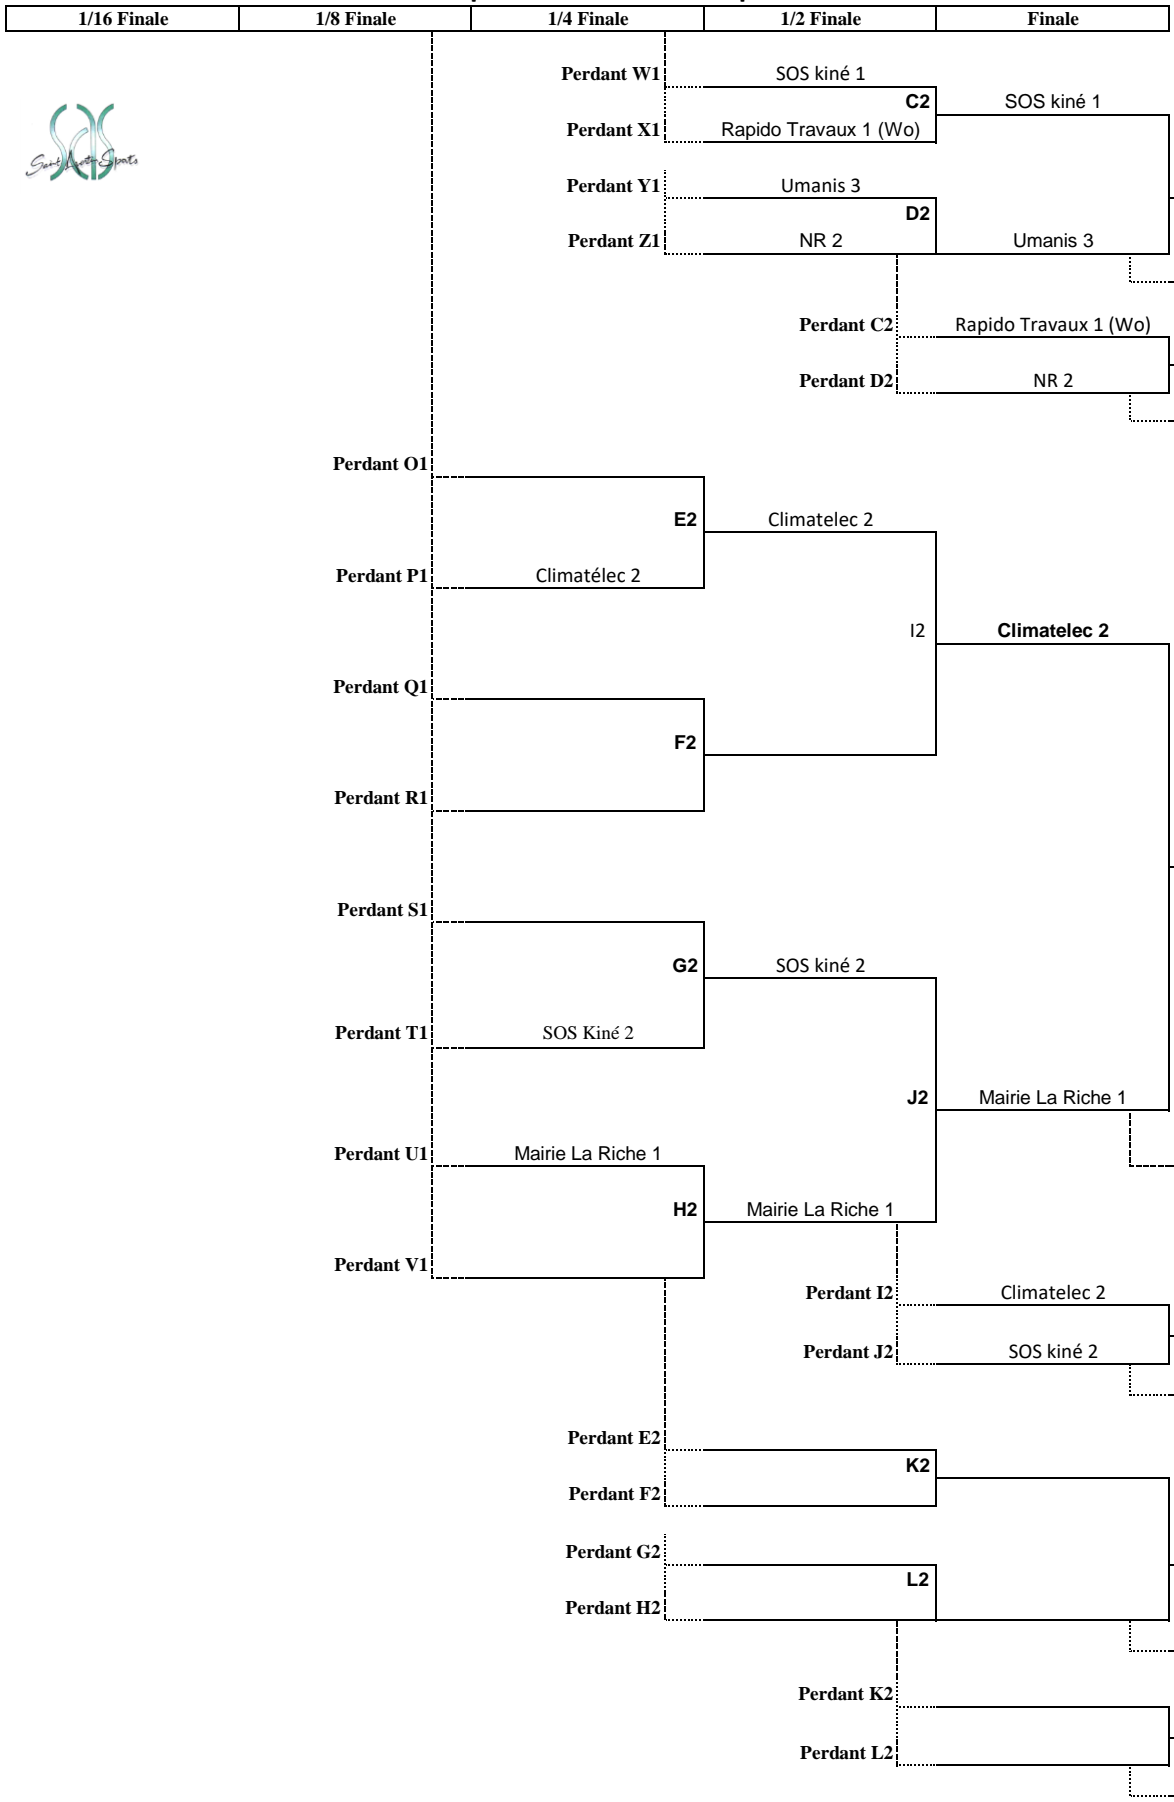 1/16 Finale 1/8 Finale 1/4 Finale 1/2 Finale Finale
Perdant W1 SOS kiné 1
C2 SOS kiné 1
Perdant X1 Rapido Travaux 1 (Wo)
Saint Avertin Sports
Perdant Y1 Umanis 3
D2
Perdant Z1 NR 2 Umanis 3
Perdant C2 Rapido Travaux 1 (Wo)
Perdant D2 NR 2
Perdant O1
E2 Climatelec 2
Perdant P1 Climatélec 2
I2 Climatelec 2
Perdant Q1
F2
Perdant R1
Perdant S1
G2 SOS kiné 2
Perdant T1 SOS Kiné 2
J2 Mairie La Riche 1
Perdant U1 Mairie La Riche 1
H2 Mairie La Riche 1
Perdant V1
Perdant I2 Climatelec 2
Perdant J2 SOS kiné 2
Perdant E2
K2
Perdant F2
Perdant G2
L2
Perdant H2
Perdant K2
Perdant L2